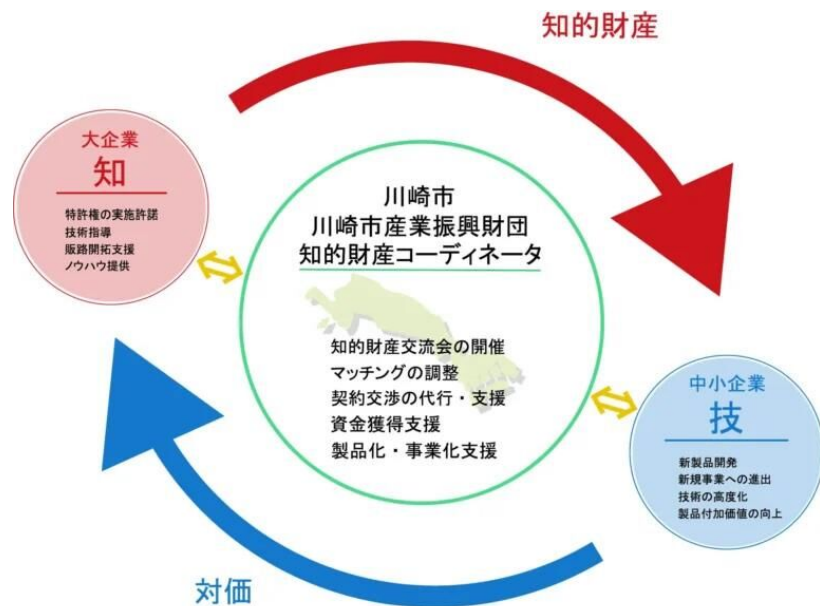 知的財産
大企業
知
特許権の実施許諾
技術指導
販路開拓支援
ノウハウ提供
川崎市
川崎市産業振興財団
知的財産コーディネータ
知的財産交流会の開催
マッチングの調整
契約交渉の代行・支援
資金獲得支援
製品化・事業化支援
中小企業
技
新製品開発
新規事業への進出
技術の高度化
製品付加価値の向上
対価